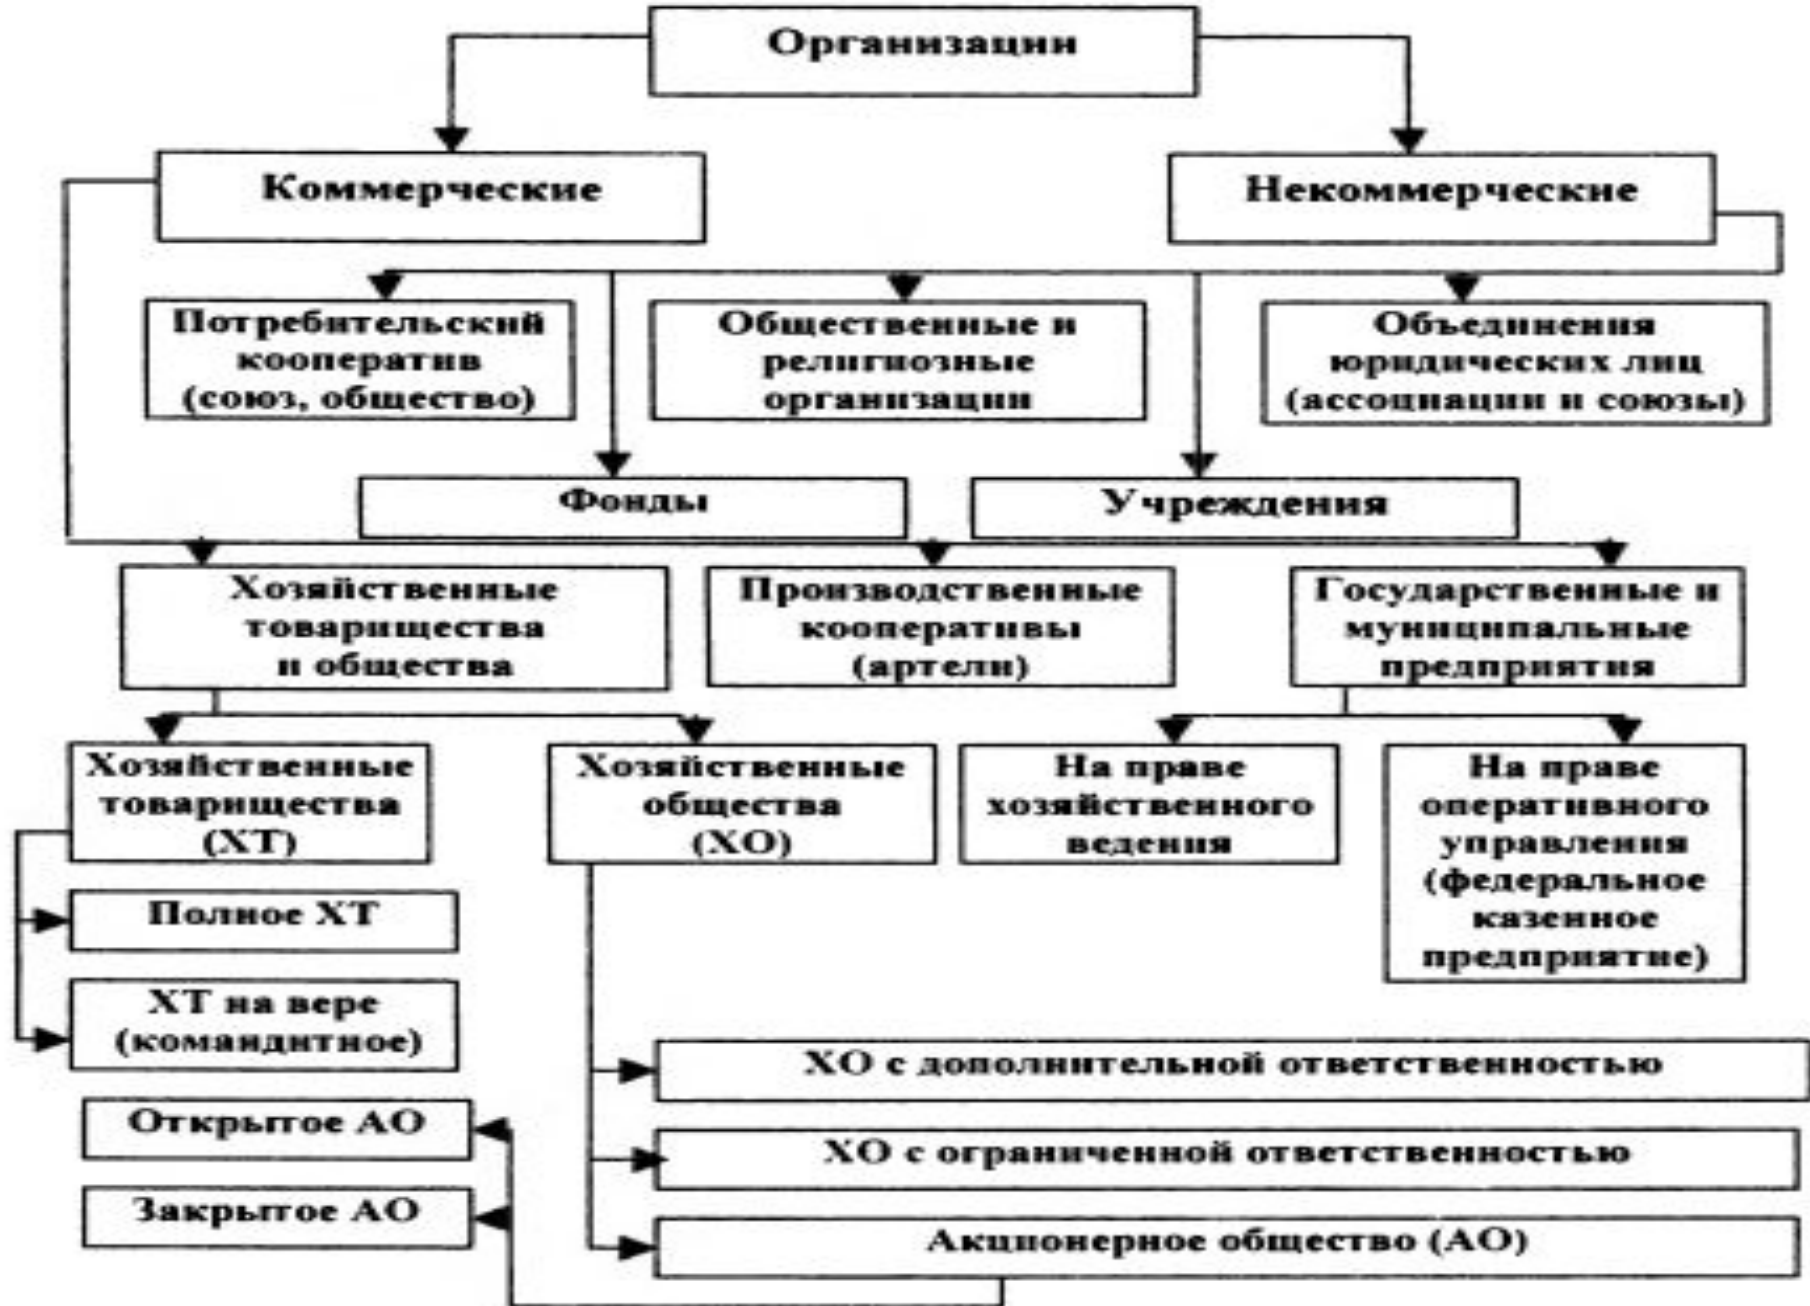 Организации
Коммерческие
Некоммерческие
Потребительский
кооператив
(союз, общество)
Общественные и
религиозные
организации
Объединения
юридических лиц
(ассоциации и союзы)
Фонды
Учреждения
Хозяйственные
товарищества
и общества
Производственные
кооперативы
(артели)
Государственные и
муниципальные
предприятия
Хозяйственные
товарищества
(ХТ)
Хозяйственные
общества
(ХО)
На праве
хозяйственного
ведения
На праве
оперативного
управления
(федеральное
казенное
предприятие)
Полное ХТ
ХТ на вере
(командитное)
ХО с дополнительной ответственностью
Открытое АО
ХО с ограниченной ответственностью
Закрытое АО
Акционерное общество (АО)